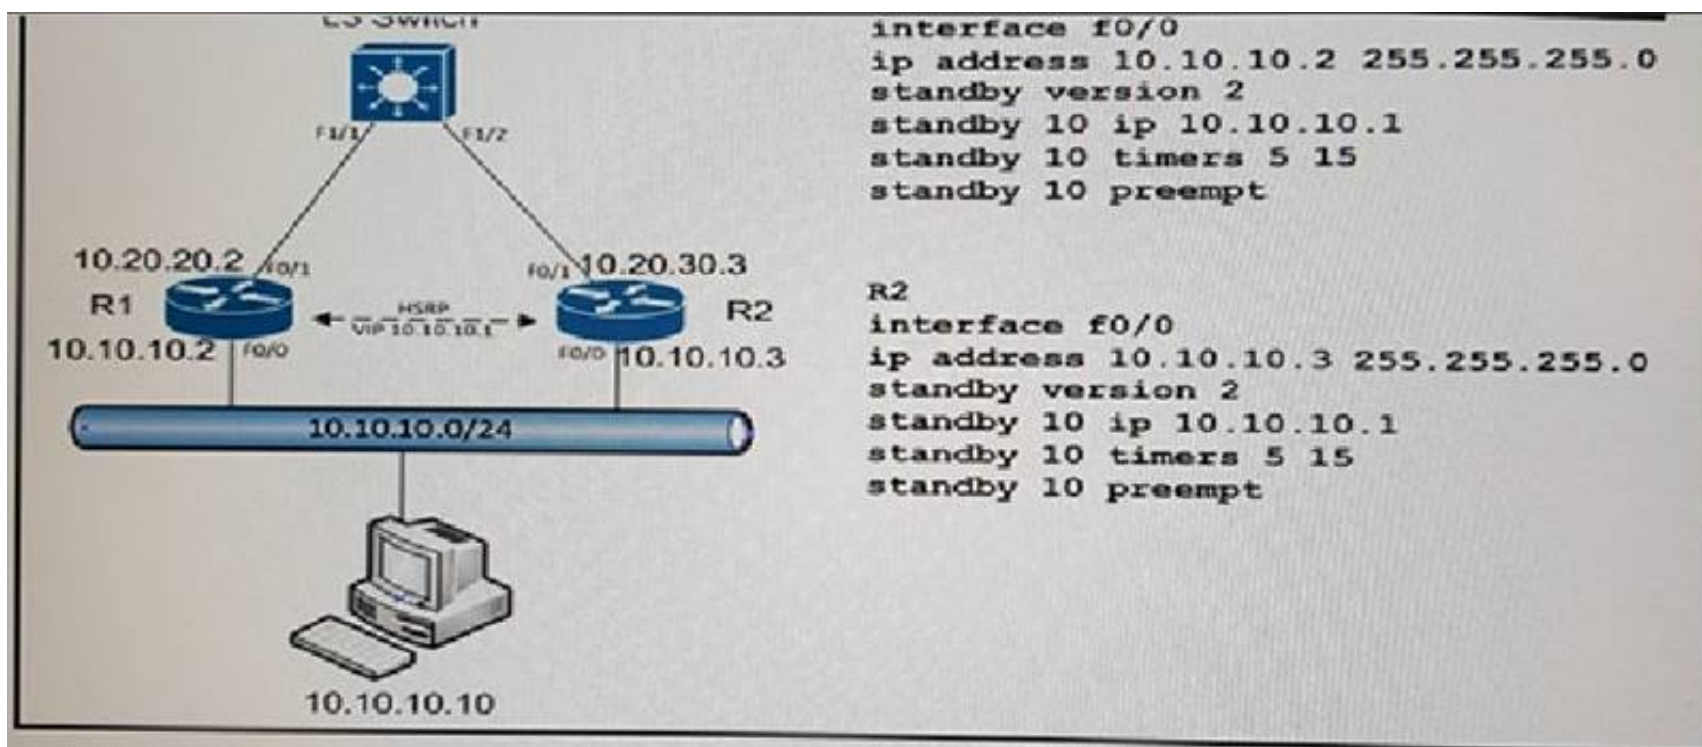 L3 Switch
F1/1
F1/2
10.20.20.2
F0/1
F0/1
10.20.30.3
R1
HSRP
VIP 10.10.10.1
R2
10.10.10.2
F0/0
F0/0
10.10.10.3
10.10.10.0/24
10.10.10.10
interface f0/0
ip address 10.10.10.2 255.255.255.0
standby version 2
standby 10 ip 10.10.10.1
standby 10 timers 5 15
standby 10 preempt
R2
interface f0/0
ip address 10.10.10.3 255.255.255.0
standby version 2
standby 10 ip 10.10.10.1
standby 10 timers 5 15
standby 10 preempt